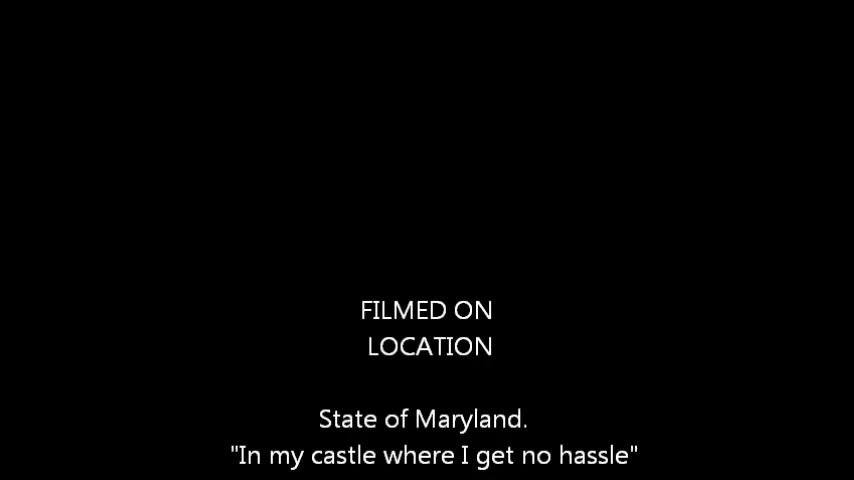 FILMED ON
LOCATION
State of Maryland.
"In my castle where I get no hassle"